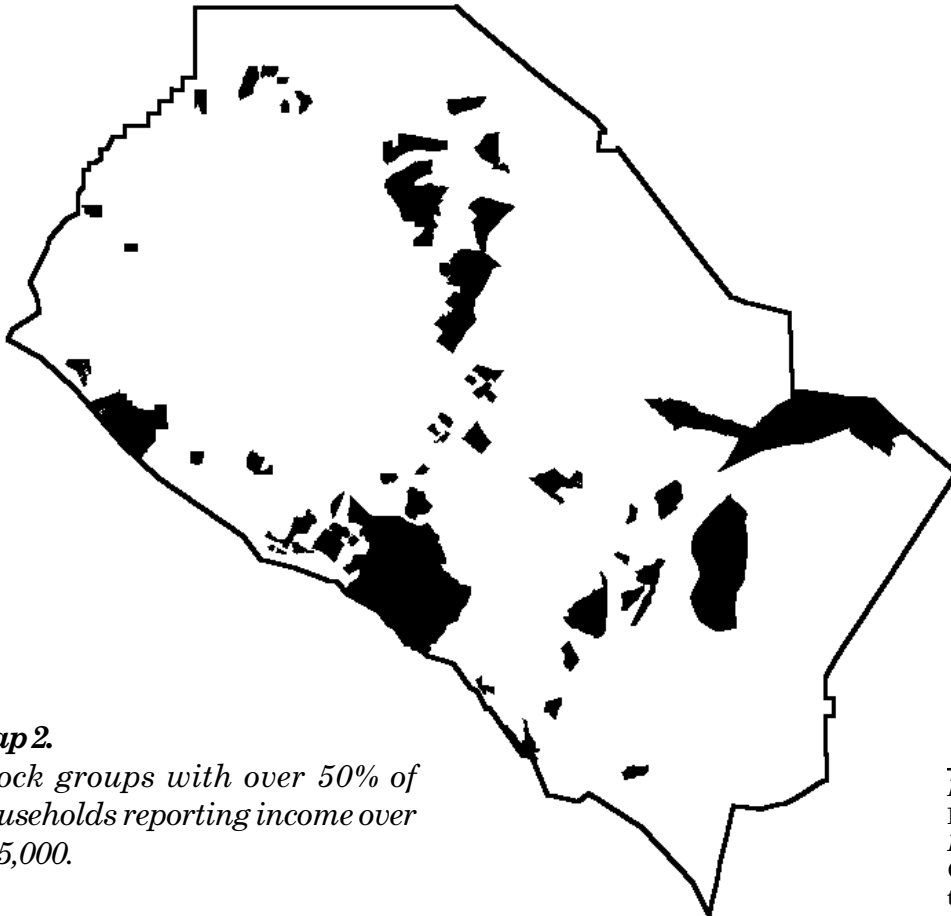 ap 2.
ock groups with over 50% of
useholds reporting income over
5,000.